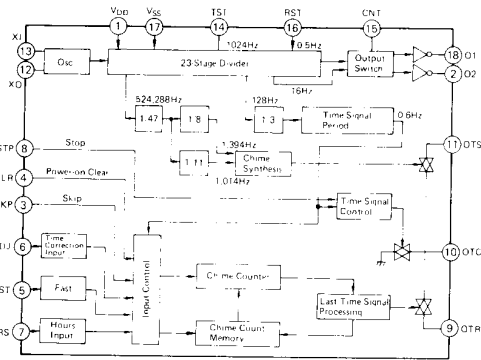 VDD VSS TST RST CNT
XI 1 17 14 16 15
13 1024Hz 0.5Hz
Osc 23-Stage Divider Output Switch 18 O1
12 2 O2
XO 16Hz
524,288Hz 128Hz 0.6Hz
1.47 1.8 1.3 Time Signal Period
11 OTS
STP 8 Stop 1,394Hz
1.11 Chime Synthesis
LR 4 Power-on Clear 1,014Hz
KP 3 Skip Time Signal Control
DJ 6 Time Correction Input 10 OTC
Input Control
ST 5 Fast Chime Counter
Last Time Signal Processing
RS 7 Hours Input Chime Count Memory 9 OTR